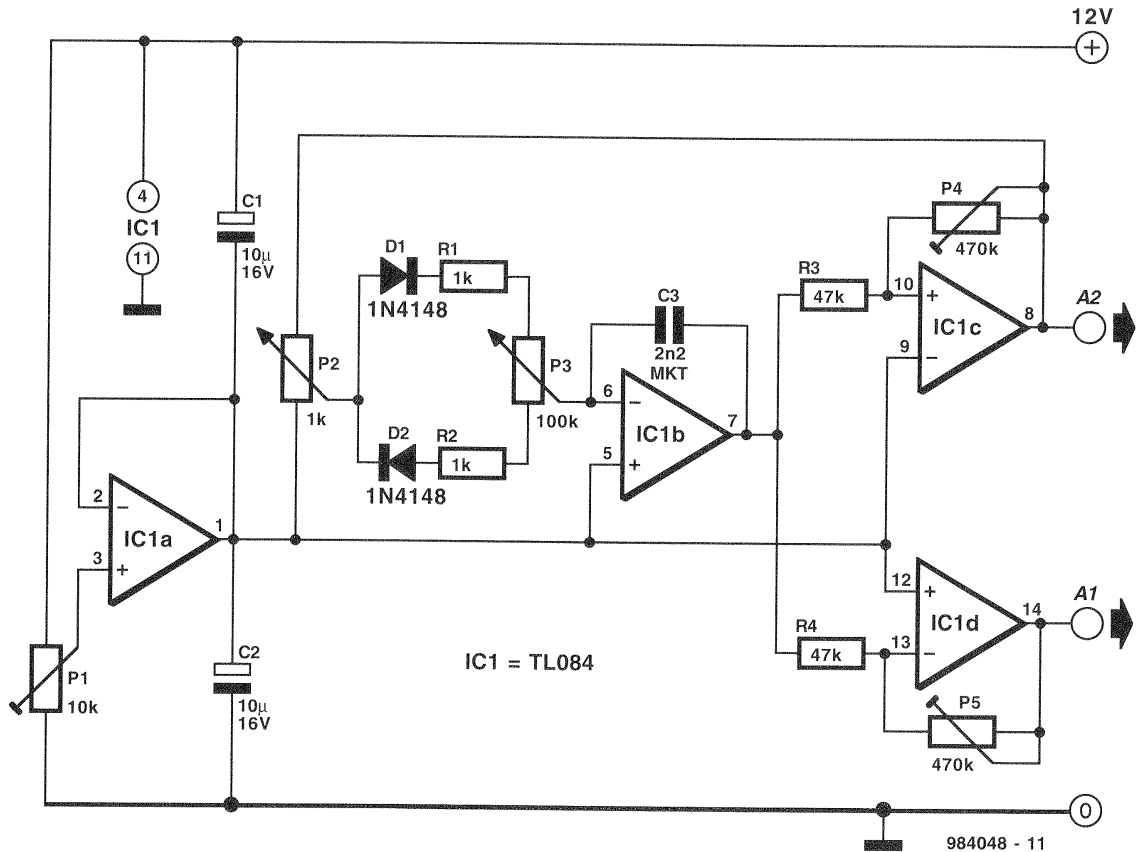 12V
+
4
IC1
11
C1
10µ
16V
P4
470k
D1
R1
1k
1N4148
R3
47k
10
+
IC1c
8
A2
9
−
C3
2n2
MKT
P2
1k
P3
100k
6
−
IC1b
7
5
+
D2
R2
1k
1N4148
2
−
IC1a
1
3
+
12
+
IC1d
14
A1
R4
47k
13
−
P5
470k
IC1 = TL084
C2
10µ
16V
P1
10k
0
984048 - 11